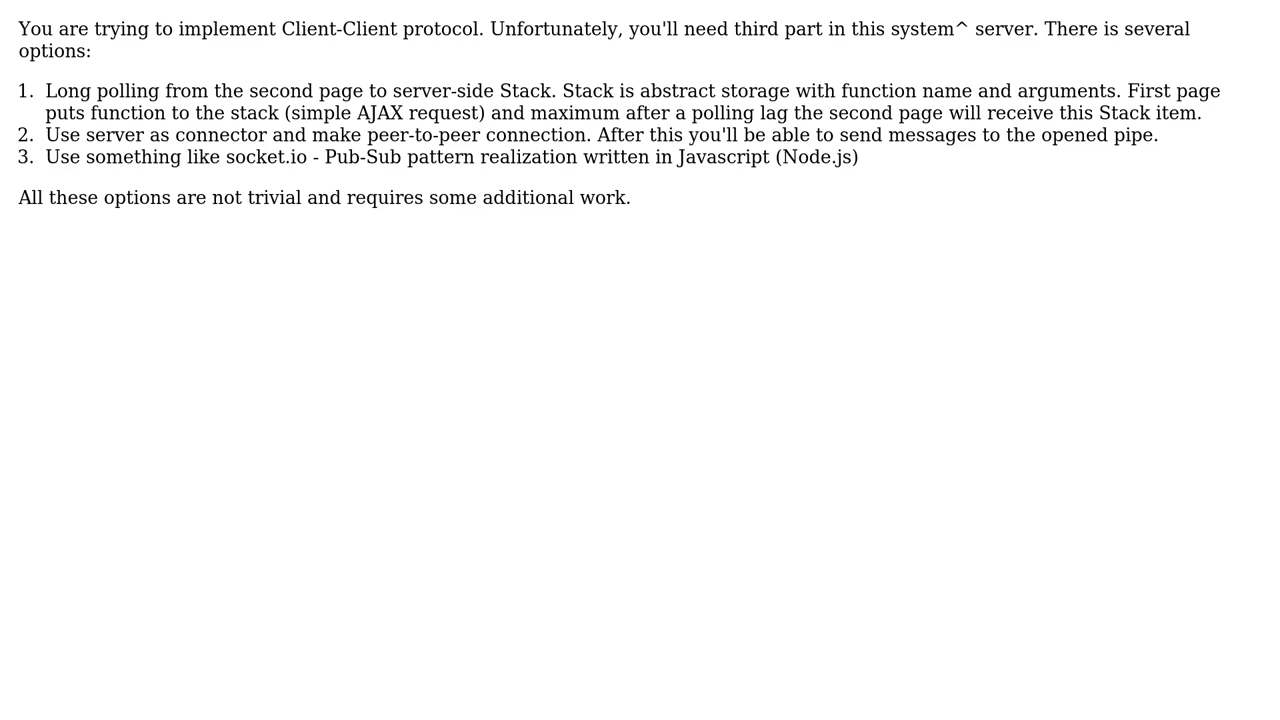 You are trying to implement Client-Client protocol. Unfortunately, you'll need third part in this system^ server. There is several
options:
1. Long polling from the second page to server-side Stack. Stack is abstract storage with function name and arguments. First page
puts function to the stack (simple AJAX request) and maximum after a polling lag the second page will receive this Stack item.
2. Use server as connector and make peer-to-peer connection. After this you'll be able to send messages to the opened pipe.
3. Use something like socket.io - Pub-Sub pattern realization written in Javascript (Node.js)
All these options are not trivial and requires some additional work.